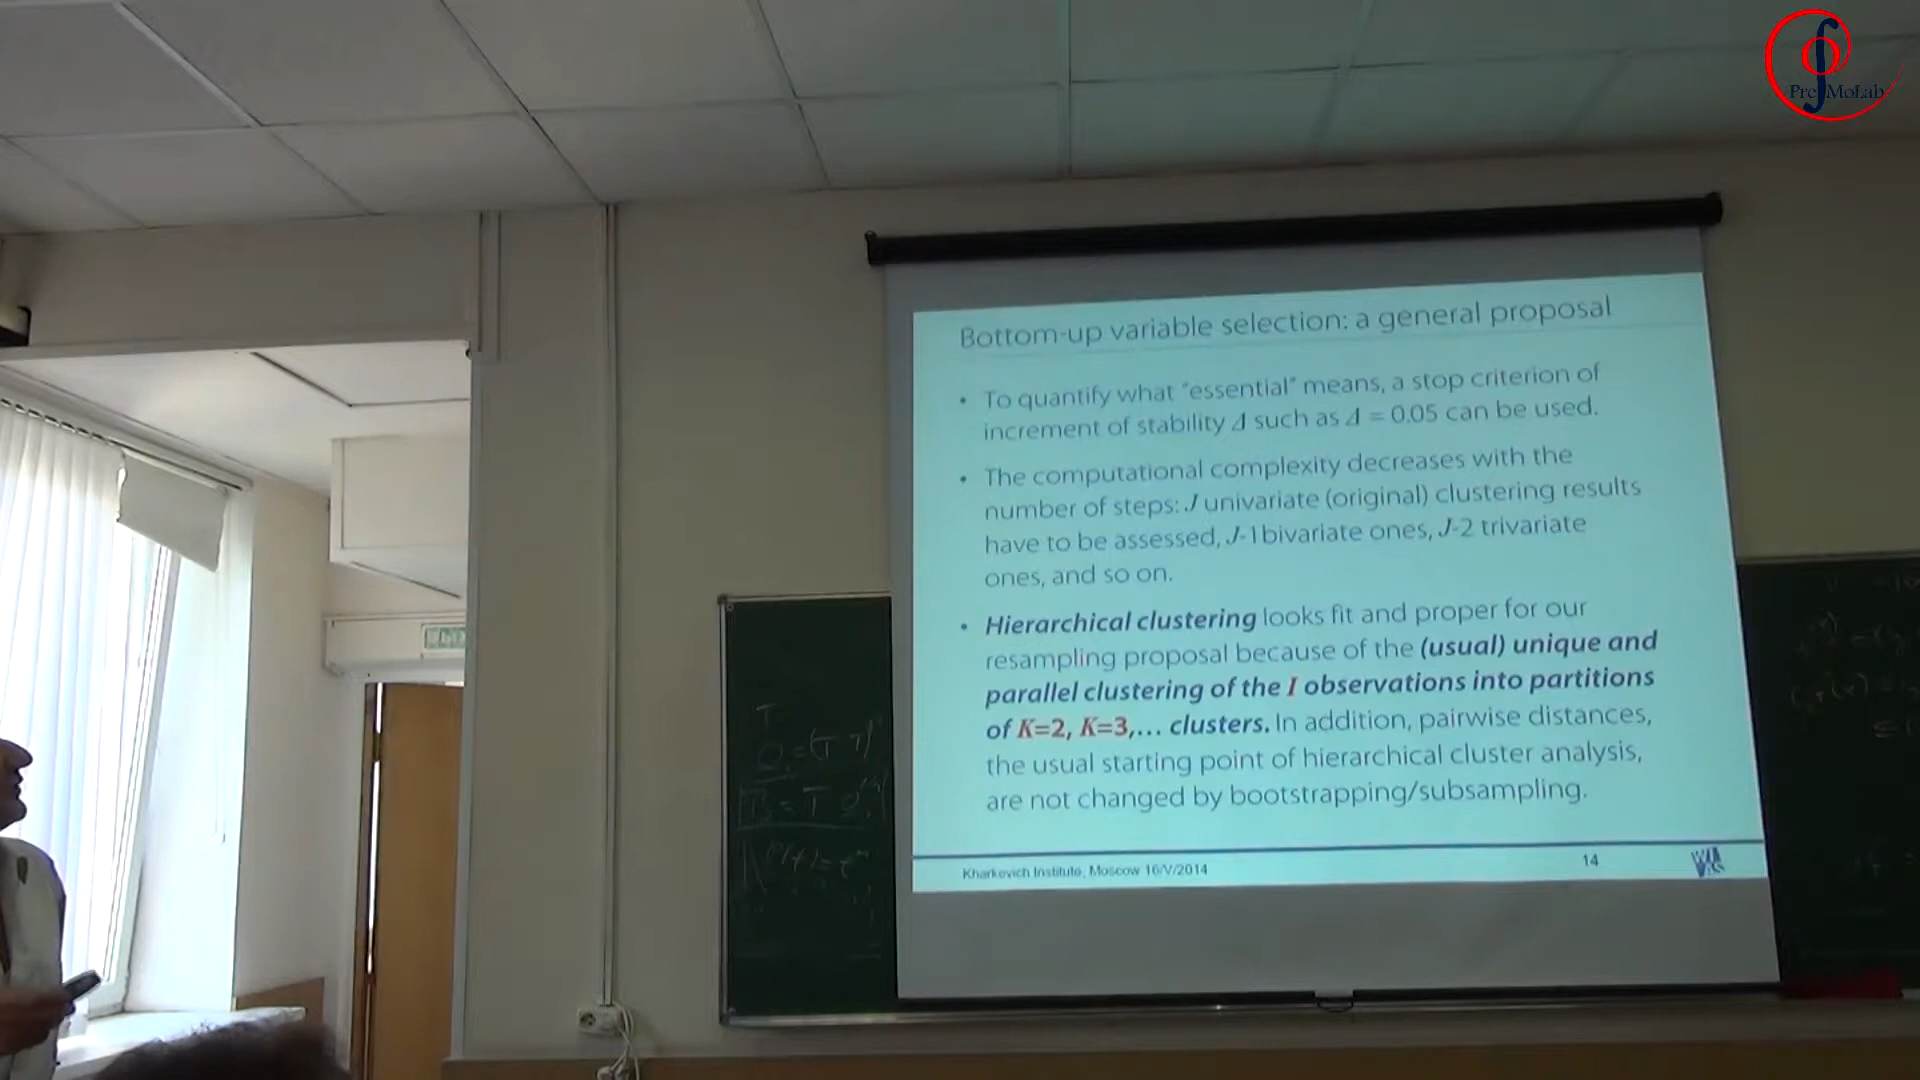 PreMoLab
Bottom-up variable selection: a general proposal
• To quantify what "essential" means, a stop criterion of
increment of stability Δ such as Δ = 0.05 can be used.
• The computational complexity decreases with the
number of steps: J univariate (original) clustering results
have to be assessed, J-1 bivariate ones, J-2 trivariate
ones, and so on.
• Hierarchical clustering looks fit and proper for our
resampling proposal because of the (usual) unique and
parallel clustering of the I observations into partitions
of K=2, K=3,... clusters. In addition, pairwise distances,
the usual starting point of hierarchical cluster analysis,
are not changed by bootstrapping/subsampling.
Kharkevich Institute, Moscow 16/V/2014
14